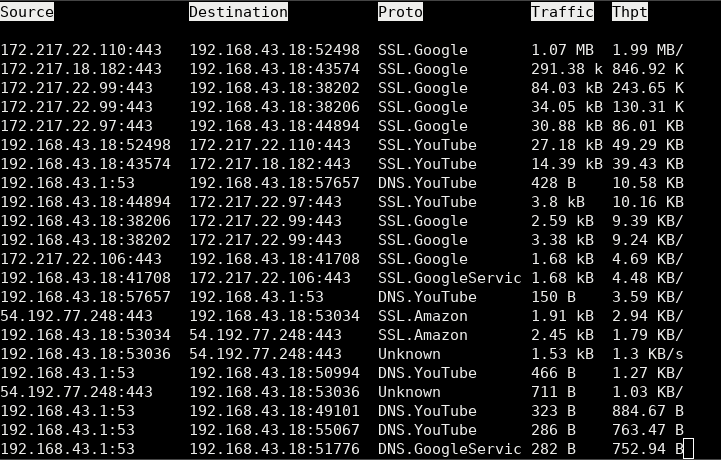 Source Destination Proto Traffic Thpt
172.217.22.110:443 192.168.43.18:52498 SSL.Google 1.07 MB 1.99 MB/
172.217.18.182:443 192.168.43.18:43574 SSL.Google 291.38 k 846.92 K
172.217.22.99:443 192.168.43.18:38202 SSL.Google 84.03 kB 243.65 K
172.217.22.99:443 192.168.43.18:38206 SSL.Google 34.05 kB 130.31 K
172.217.22.97:443 192.168.43.18:44894 SSL.Google 30.88 kB 86.01 KB
192.168.43.18:52498 172.217.22.110:443 SSL.YouTube 27.18 kB 49.29 KB
192.168.43.18:43574 172.217.18.182:443 SSL.YouTube 14.39 kB 39.43 KB
192.168.43.1:53 192.168.43.18:57657 DNS.YouTube 428 B 10.58 KB
192.168.43.18:44894 172.217.22.97:443 SSL.YouTube 3.8 kB 10.16 KB
192.168.43.18:38206 172.217.22.99:443 SSL.Google 2.59 kB 9.39 KB/
192.168.43.18:38202 172.217.22.99:443 SSL.Google 3.38 kB 9.24 KB/
172.217.22.106:443 192.168.43.18:41708 SSL.Google 1.68 kB 4.69 KB/
192.168.43.18:41708 172.217.22.106:443 SSL.GoogleServic 1.68 kB 4.48 KB/
192.168.43.18:57657 192.168.43.1:53 DNS.YouTube 150 B 3.59 KB/
54.192.77.248:443 192.168.43.18:53034 SSL.Amazon 1.91 kB 2.94 KB/
192.168.43.18:53034 54.192.77.248:443 SSL.Amazon 2.45 kB 1.79 KB/
192.168.43.18:53036 54.192.77.248:443 Unknown 1.53 kB 1.3 KB/s
192.168.43.1:53 192.168.43.18:50994 DNS.YouTube 466 B 1.27 KB/
54.192.77.248:443 192.168.43.18:53036 Unknown 711 B 1.03 KB/
192.168.43.1:53 192.168.43.18:49101 DNS.YouTube 323 B 884.67 B
192.168.43.1:53 192.168.43.18:55067 DNS.YouTube 286 B 763.47 B
192.168.43.1:53 192.168.43.18:51776 DNS.GoogleServic 282 B 752.94 B